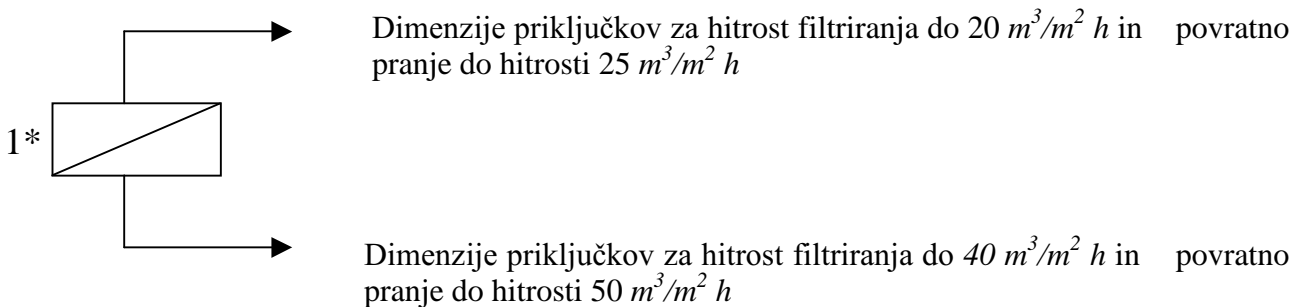 Dimenzije priključkov za hitrost filtriranja do 20 m³/m² h in povratno
pranje do hitrosti 25 m³/m² h
1*
Dimenzije priključkov za hitrost filtriranja do 40 m³/m² h in povratno
pranje do hitrosti 50 m³/m² h